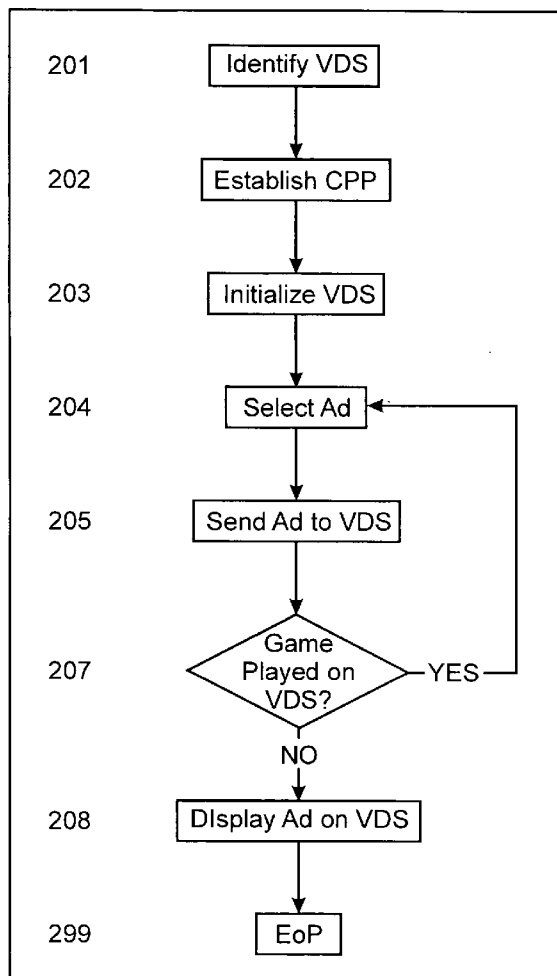 201 Identify VDS
202 Establish CPP
203 Initialize VDS
204 Select Ad
205 Send Ad to VDS
207 Game
Played on
VDS?
YES
NO
208 DIsplay Ad on VDS
299 EoP